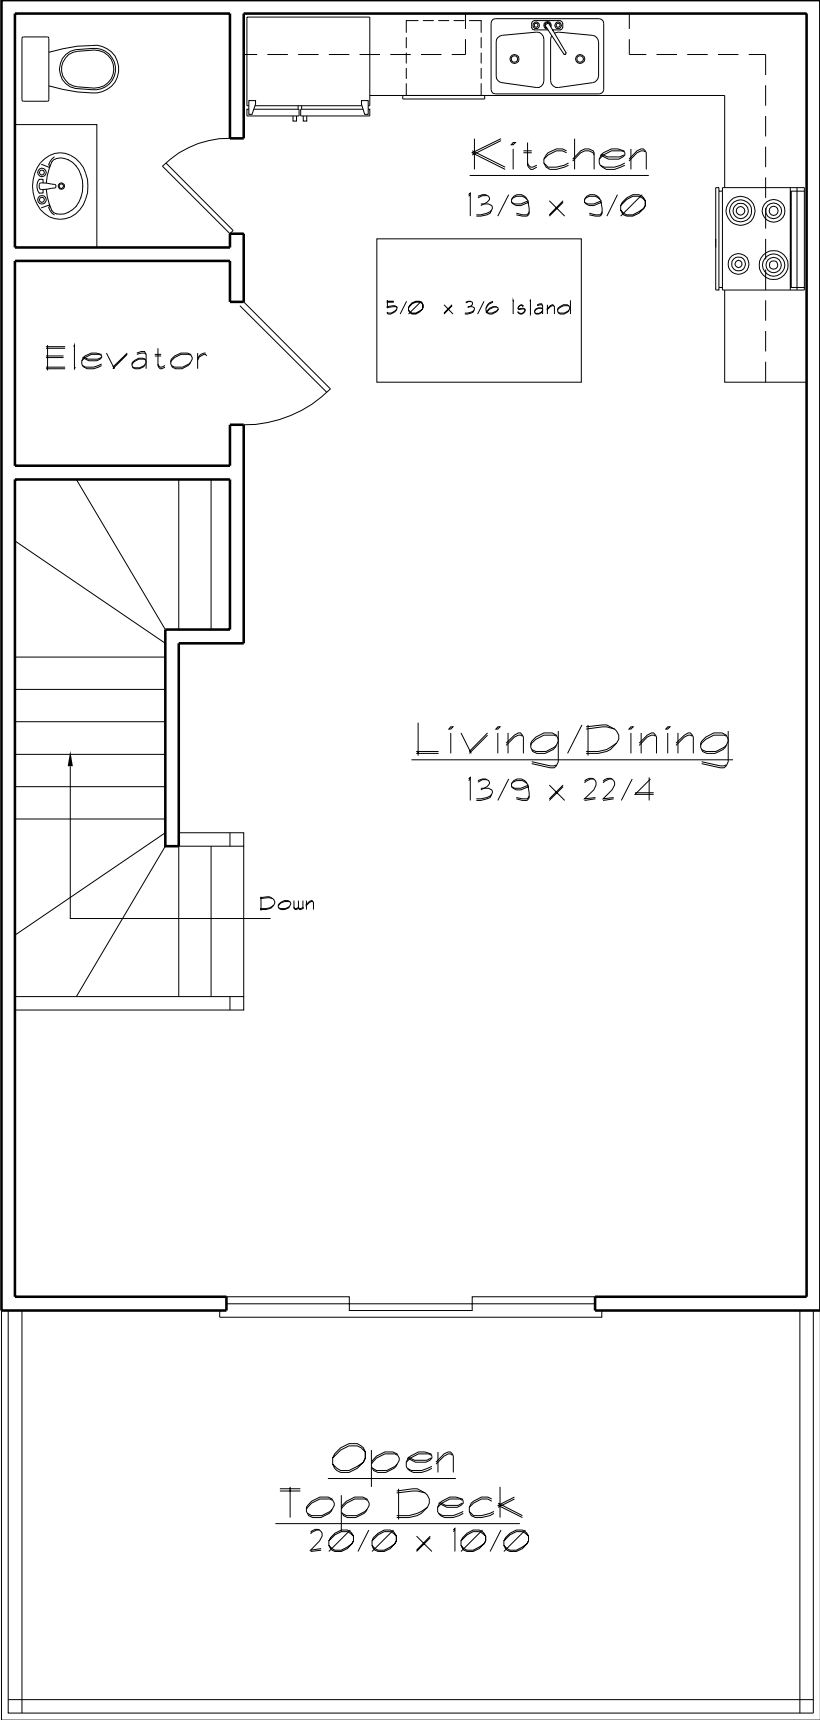 Kitchen
13/9 x 9/0
5/0 x 3/6 Island
Elevator
Living/Dining
13/9 x 22/4
Down
Open
Top Deck
20/0 x 10/0